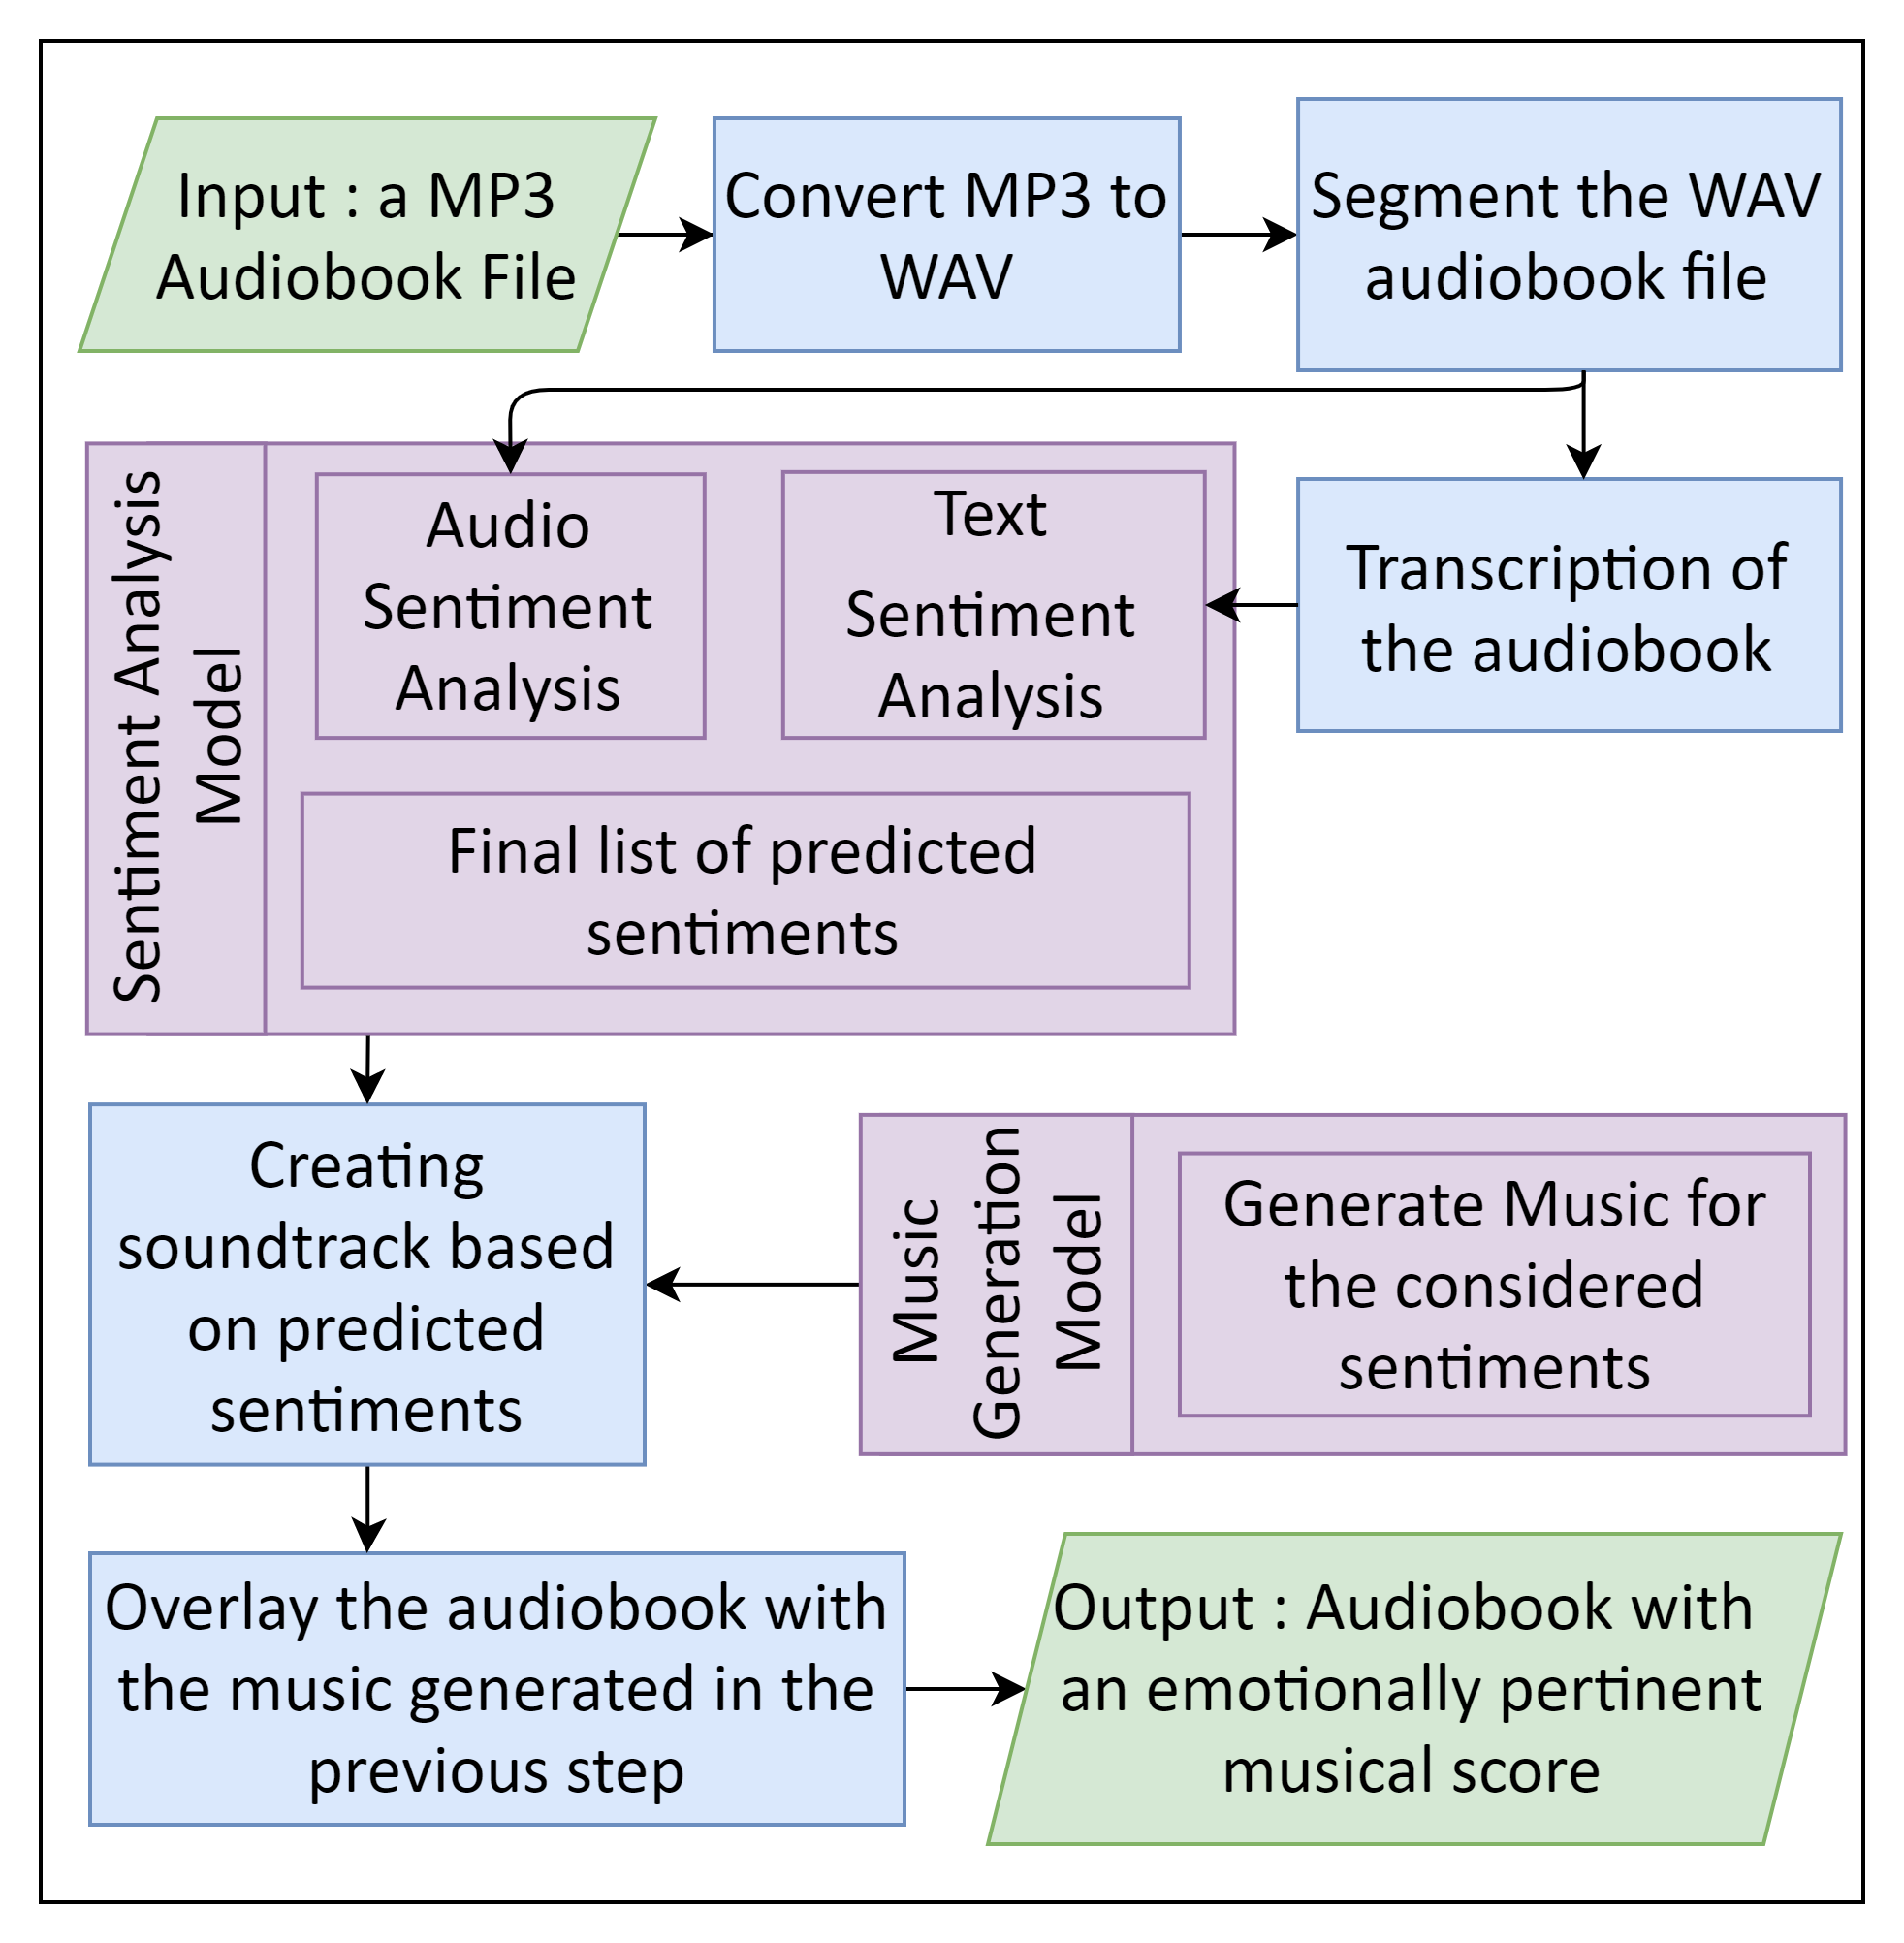 Input : a MP3
Audiobook File
Convert MP3 to
WAV
Segment the WAV
audiobook file
Sentiment Analysis
Model
Audio
Sentiment
Analysis
Text
Sentiment
Analysis
Transcription of
the audiobook
Final list of predicted
sentiments
Creating
soundtrack based
on predicted
sentiments
Music
Generation
Model
Generate Music for
the considered
sentiments
Overlay the audiobook with
the music generated in the
previous step
Output : Audiobook with
an emotionally pertinent
musical score